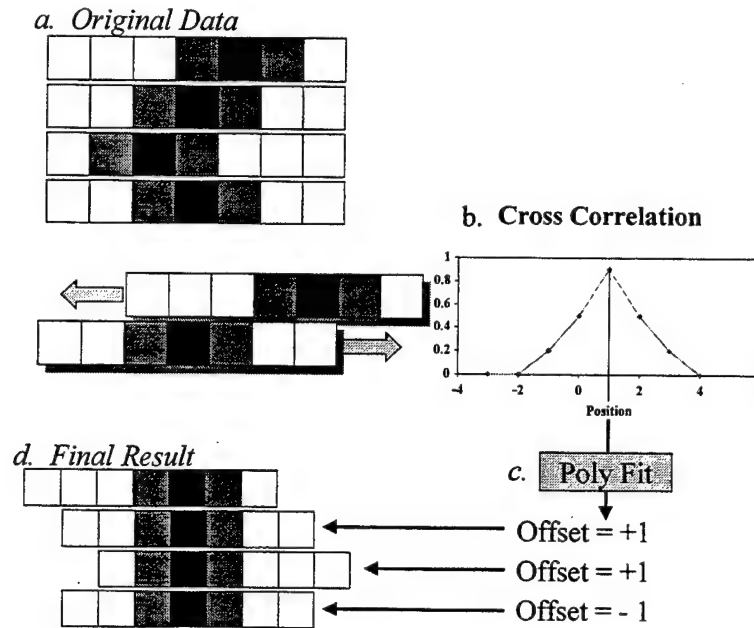 a. Original Data
b. Cross Correlation
1
0.8
0.6
0.4
0.2
0
-4 -2 0 2 4
Position
d. Final Result
c. Poly Fit
Offset = +1
Offset = +1
Offset = - 1